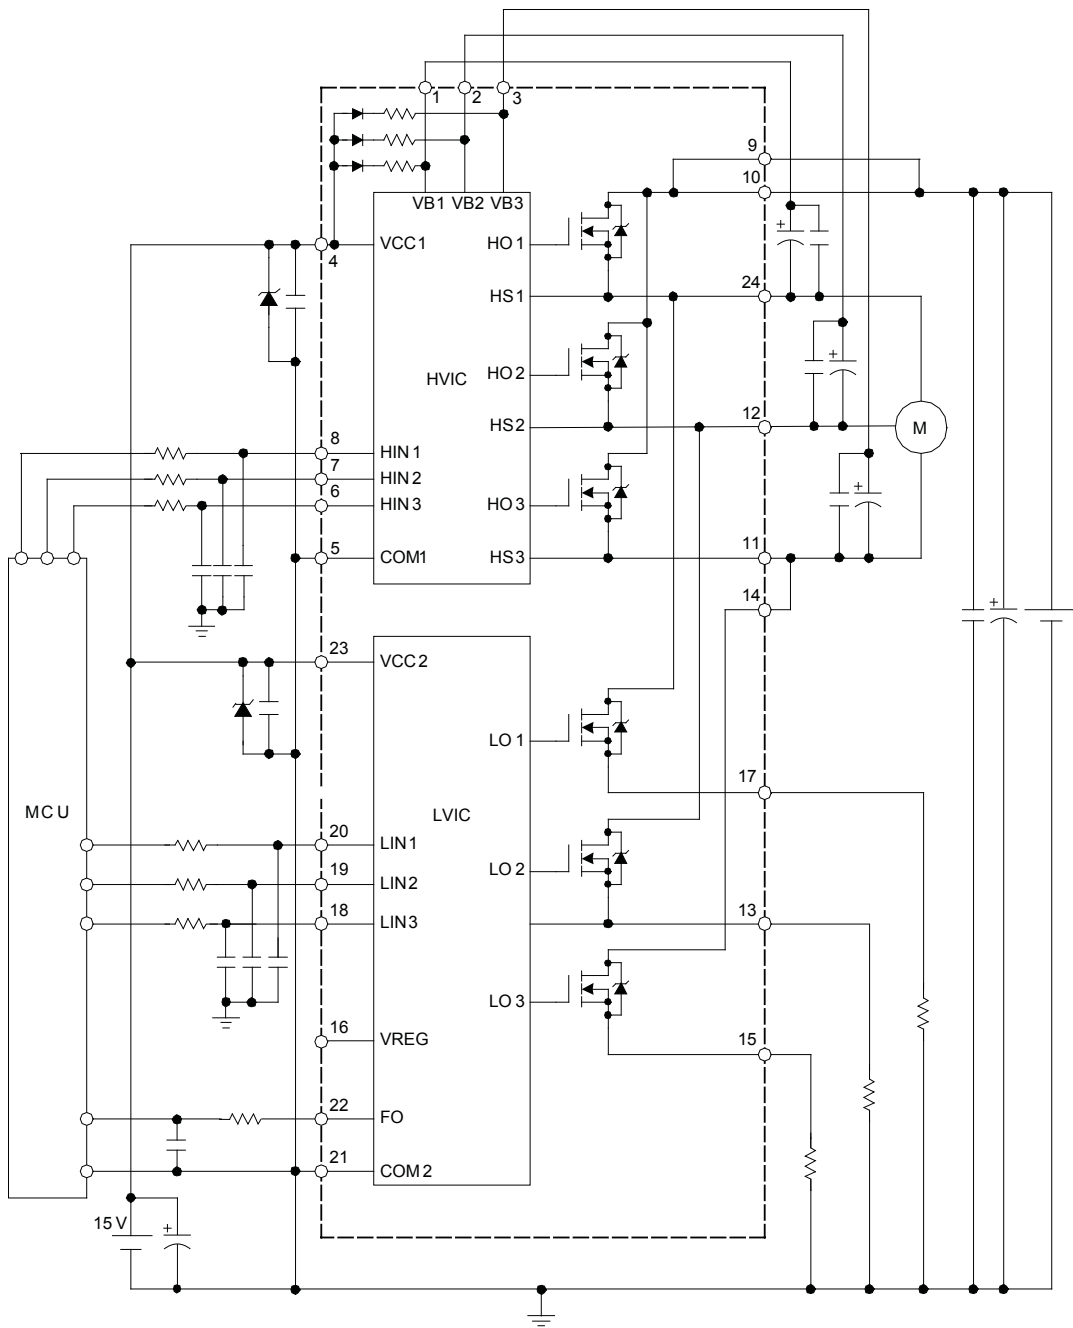 1 2 3
9
VB1 VB2 VB3
10
4
VCC1
HO1
HS1
24
+
HVIC
HO2
+
HS2
12
M
8
HIN1
7
HIN2
6
HIN3
HO3
+
5
COM1
HS3
11
14
+
23
VCC2
LO1
17
MCU
LVIC
20
LIN1
19
LIN2
LO2
18
LIN3
13
LO3
16
VREG
15
22
FO
21
COM2
15 V
+